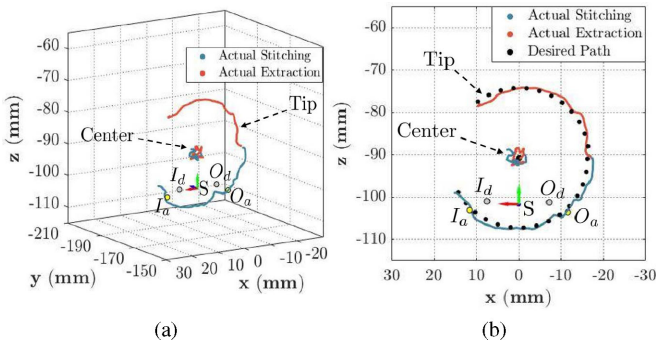 Actual Stitching
Actual Extraction
Tip
Center
I_d
O_d
S
I_a
O_a
z (mm)
-60
-70
-80
-90
-100
-110
-210
-190
-170
-150
y (mm)
30
20
10
0
-10
-20
x (mm)
(a)
Actual Stitching
Actual Extraction
Desired Path
Tip
Center
I_d
O_d
S
I_a
O_a
z (mm)
-60
-70
-80
-90
-100
-110
30
20
10
0
-10
-20
-30
x (mm)
(b)